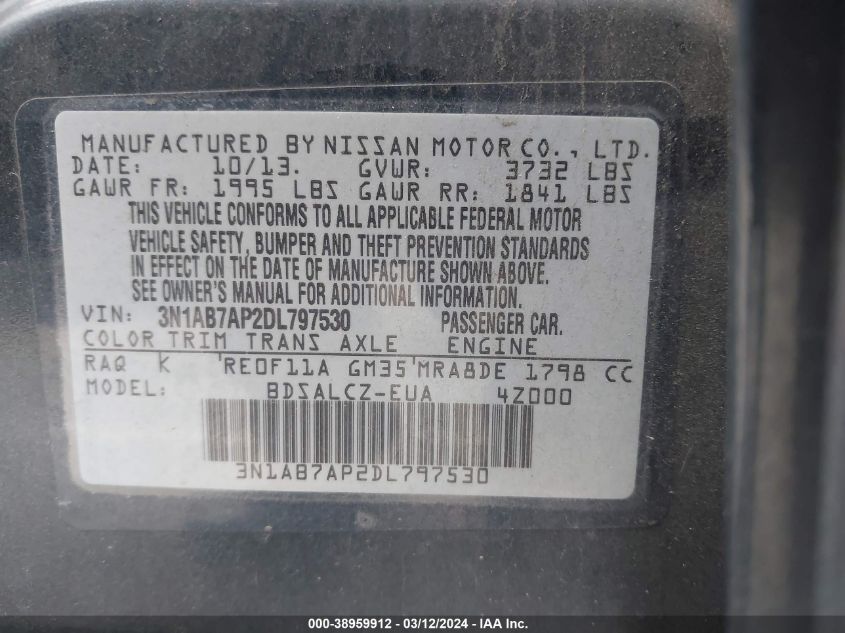 MANUFACTURED BY NISSAN MOTOR CO., LTD.
DATE: 10/13. GVWR: 3732 LBS
GAWR FR: 1995 LBS GAWR RR: 1841 LBS
THIS VEHICLE CONFORMS TO ALL APPLICABLE FEDERAL MOTOR
VEHICLE SAFETY, BUMPER AND THEFT PREVENTION STANDARDS
IN EFFECT ON THE DATE OF MANUFACTURE SHOWN ABOVE.
SEE OWNER'S MANUAL FOR ADDITIONAL INFORMATION.
VIN: 3N1AB7AP2DL797530 PASSENGER CAR.
COLOR TRIM TRANS AXLE ENGINE
RAQ K 'RE0F11A GM35'MRA8DE 1798 CC
MODEL: BDSALCZ-EUA 4Z000
3N1AB7AP2DL797530
000-38959912 - 03/12/2024 - IAA Inc.